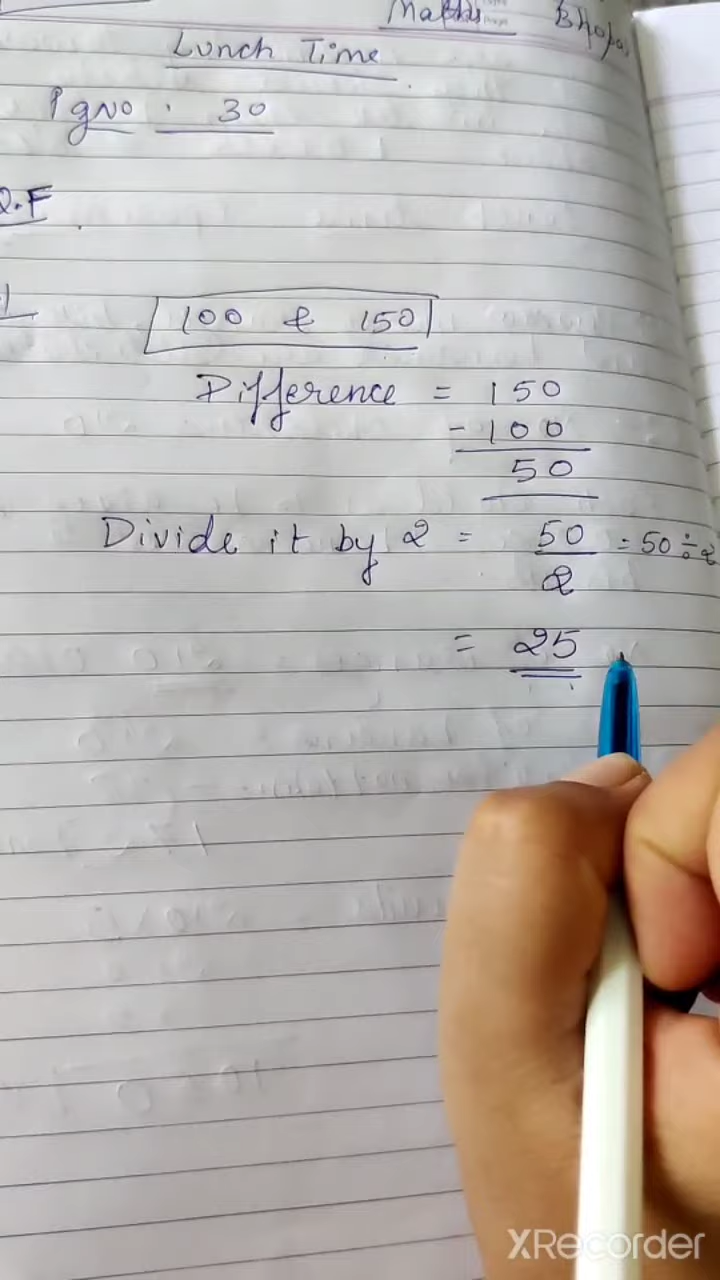 Maths
Lunch Time
Pg No. 30
Q.F
1
100 & 150
Difference = 150
- 100
50
Divide it by 2 = 50/2 = 50 ÷ 2
= 25
XRecorder